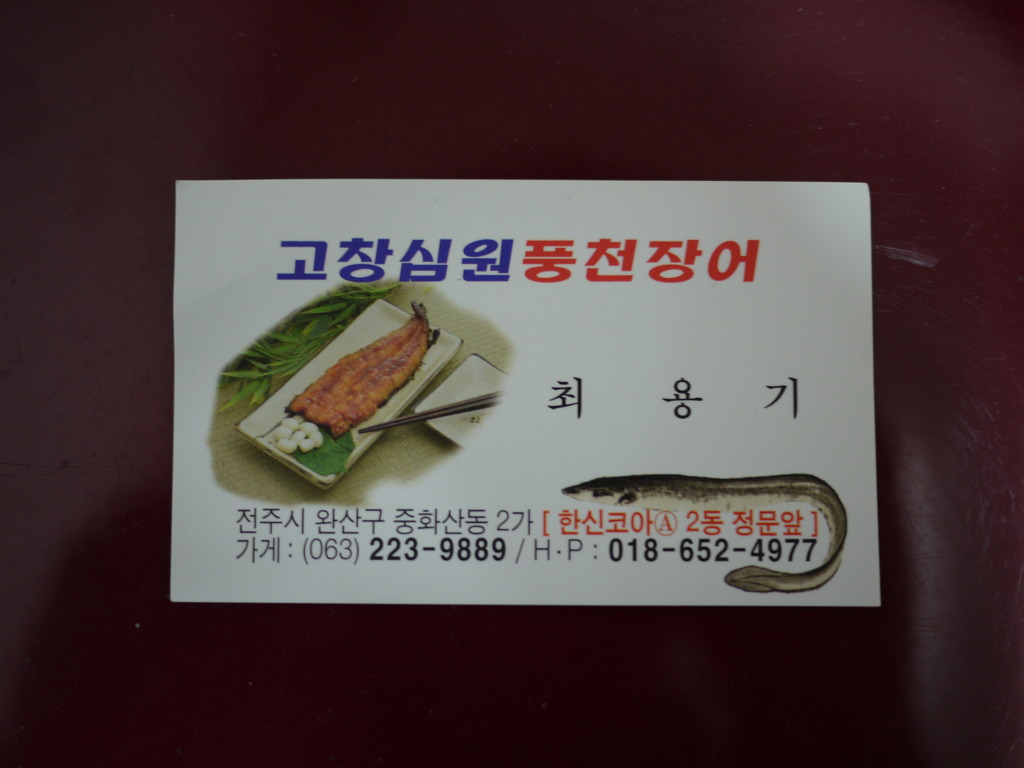 고창심원풍천장어
최 용 기
전주시 완산구 중화산동 2가 [ 한신코아Ⓐ 2동 정문앞 ]
가게 : (063) 223-9889 / H·P : 018-652-4977